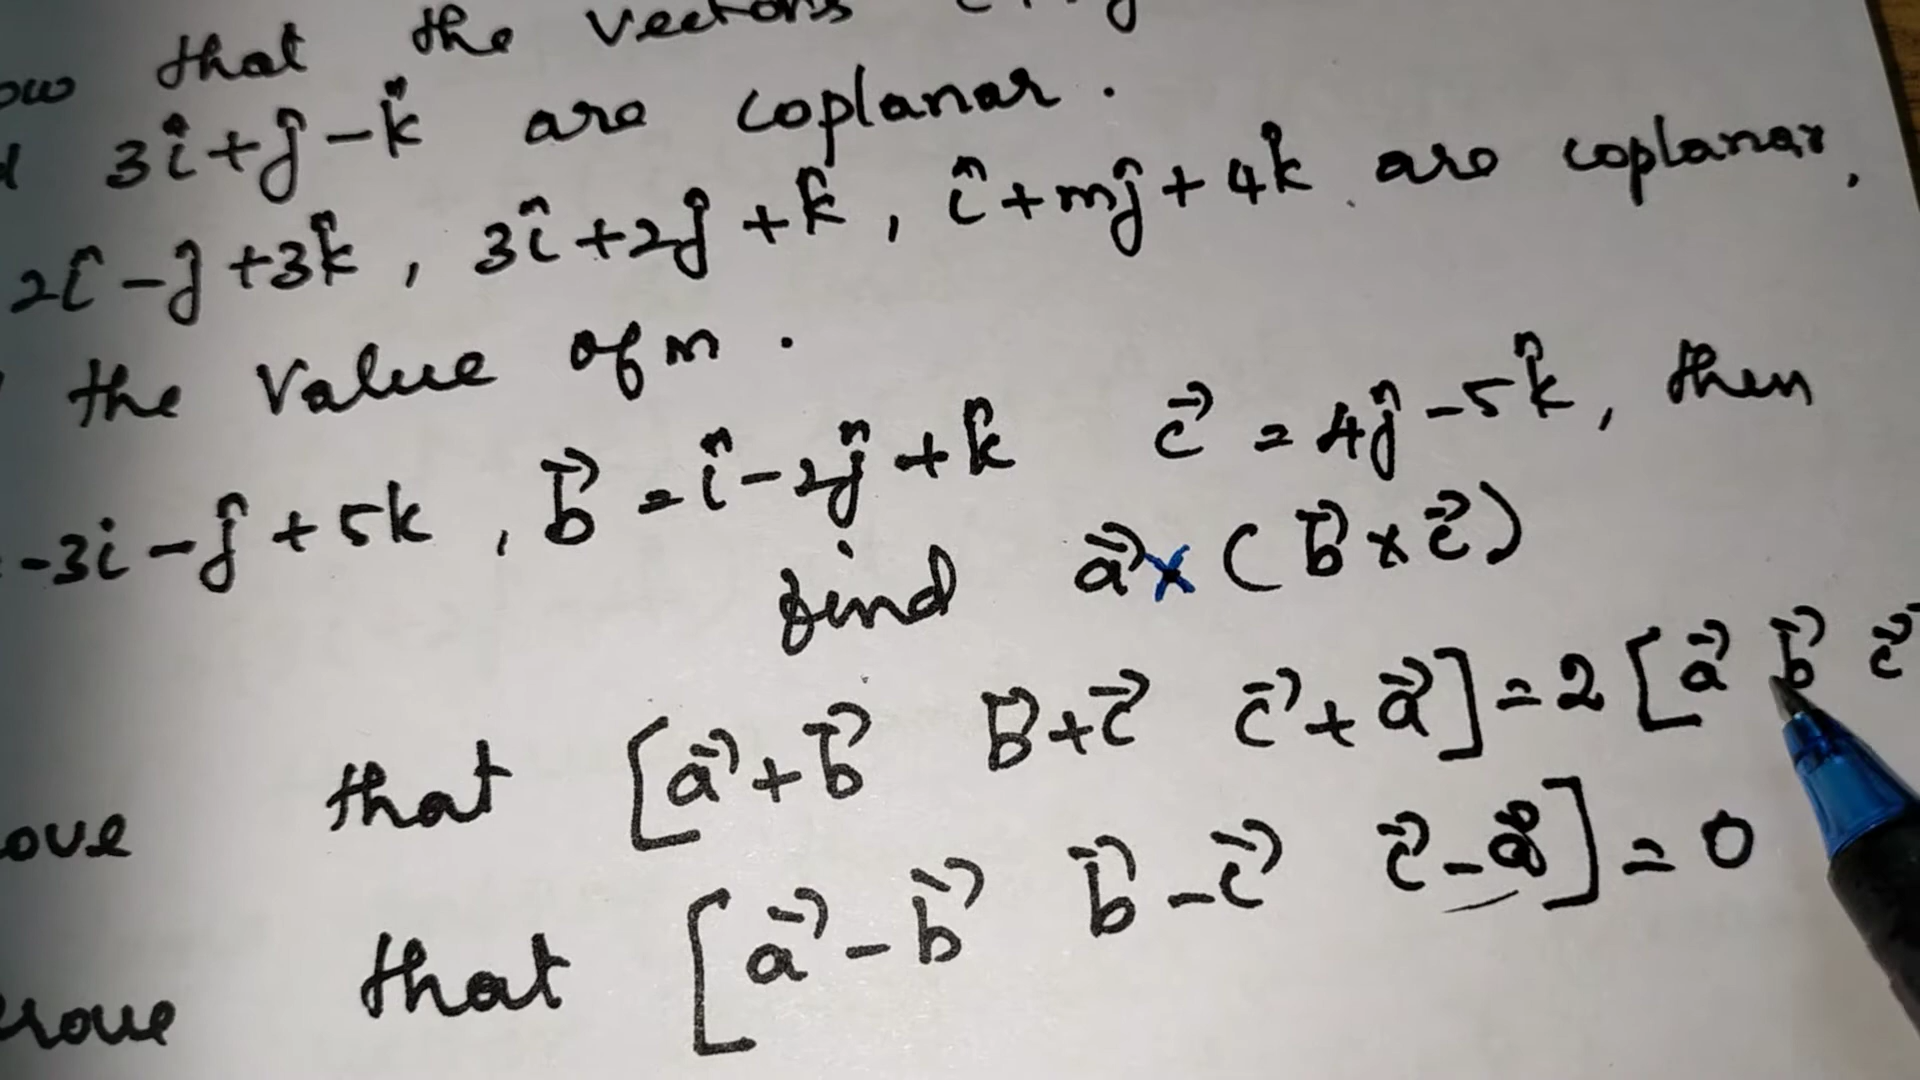 that the vectors
3î+ĵ-k̂ are coplanar.
2î-ĵ+3k̂, 3î+2ĵ+k̂, î+mĵ+4k̂ are coplanar,
the value of m.
-3i-ĵ+5k, b⃗=î-2ĵ+k̂ c⃗=4ĵ-5k̂, then
find a⃗×(b⃗×c⃗)
that [a⃗+b⃗ b⃗+c⃗ c⃗+a⃗]=2[a⃗ b⃗ c⃗
that [a⃗-b⃗ b⃗-c⃗ c⃗-a⃗]=0